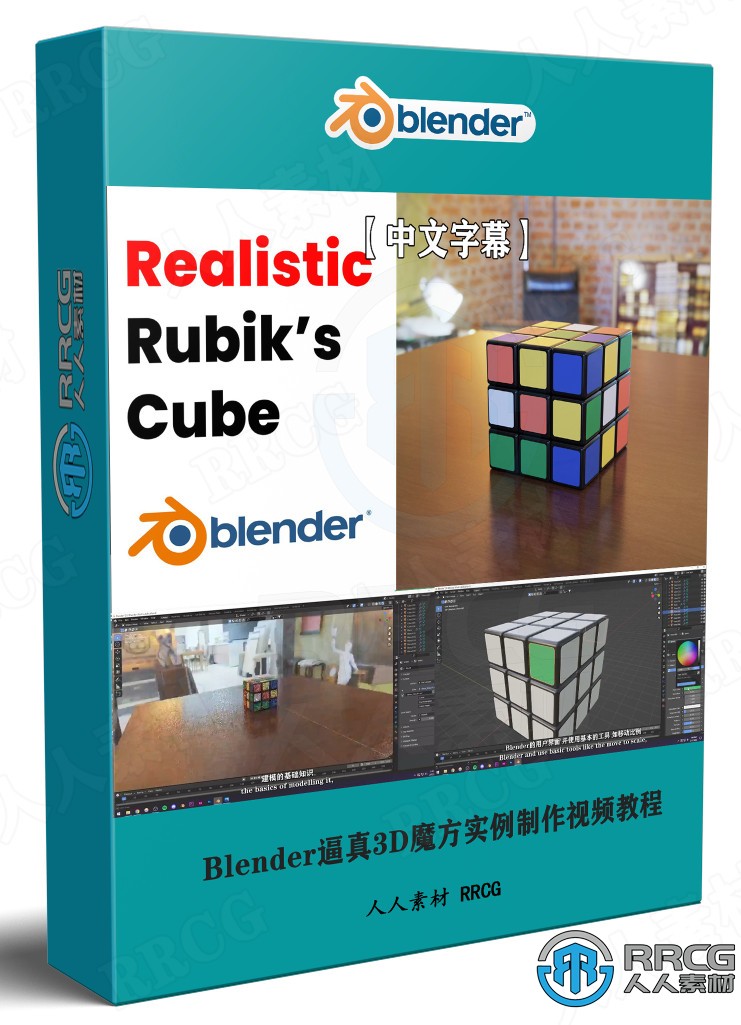 blender™
【中文字幕】
Realistic
Rubik's
Cube
blender®
RRCG
人人素材
建模的基础知识
the basics of modelling it,
Blender的用户界面 并使用基本的工具 如移动比例
Blender and use basic tools like the move to scale,
Blender逼真3D魔方实例制作视频教程
人人素材 RRCG
RRCG
人人素材